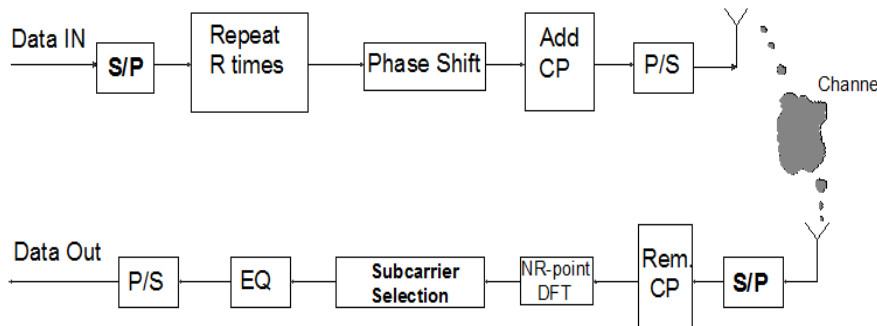 Data IN
S/P
Repeat
R times
Phase Shift
Add
CP
P/S
Channe
Data Out
P/S
EQ
Subcarrier
Selection
NR-point
DFT
Rem.
CP
S/P